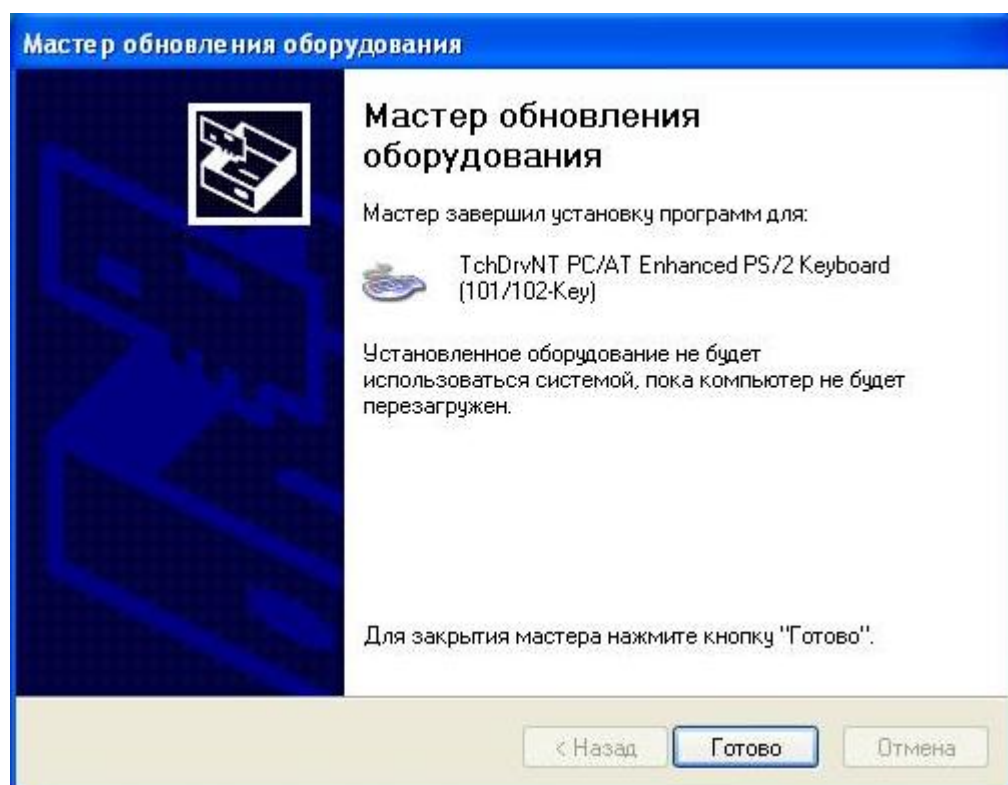 Мастер обновления оборудования
Мастер обновления
оборудования
Мастер завершил установку программ для:
TchDrvNT PC/AT Enhanced PS/2 Keyboard
(101/102-Key)
Установленное оборудование не будет
использоваться системой, пока компьютер не будет
перезагружен.
Для закрытия мастера нажмите кнопку "Готово".
< Назад Готово Отмена